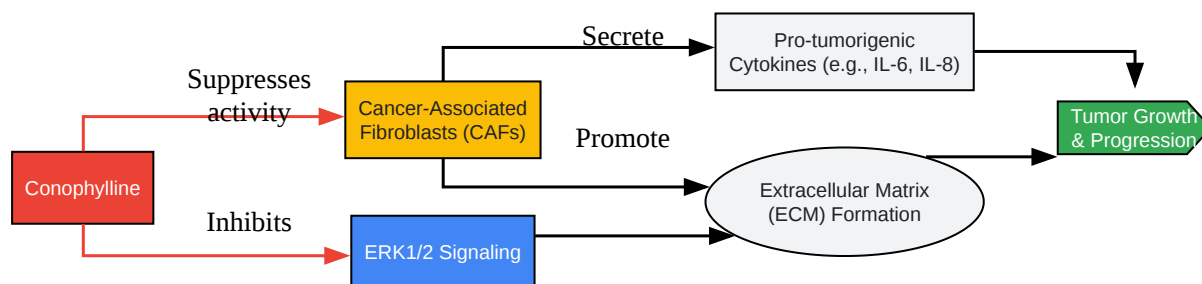 Secrete
Pro-tumorigenic
Cytokines (e.g., IL-6, IL-8)
Suppresses
activity
Cancer-Associated
Fibroblasts (CAFs)
Tumor Growth
& Progression
Promote
Conophylline
Extracellular Matrix
(ECM) Formation
Inhibits
ERK1/2 Signaling